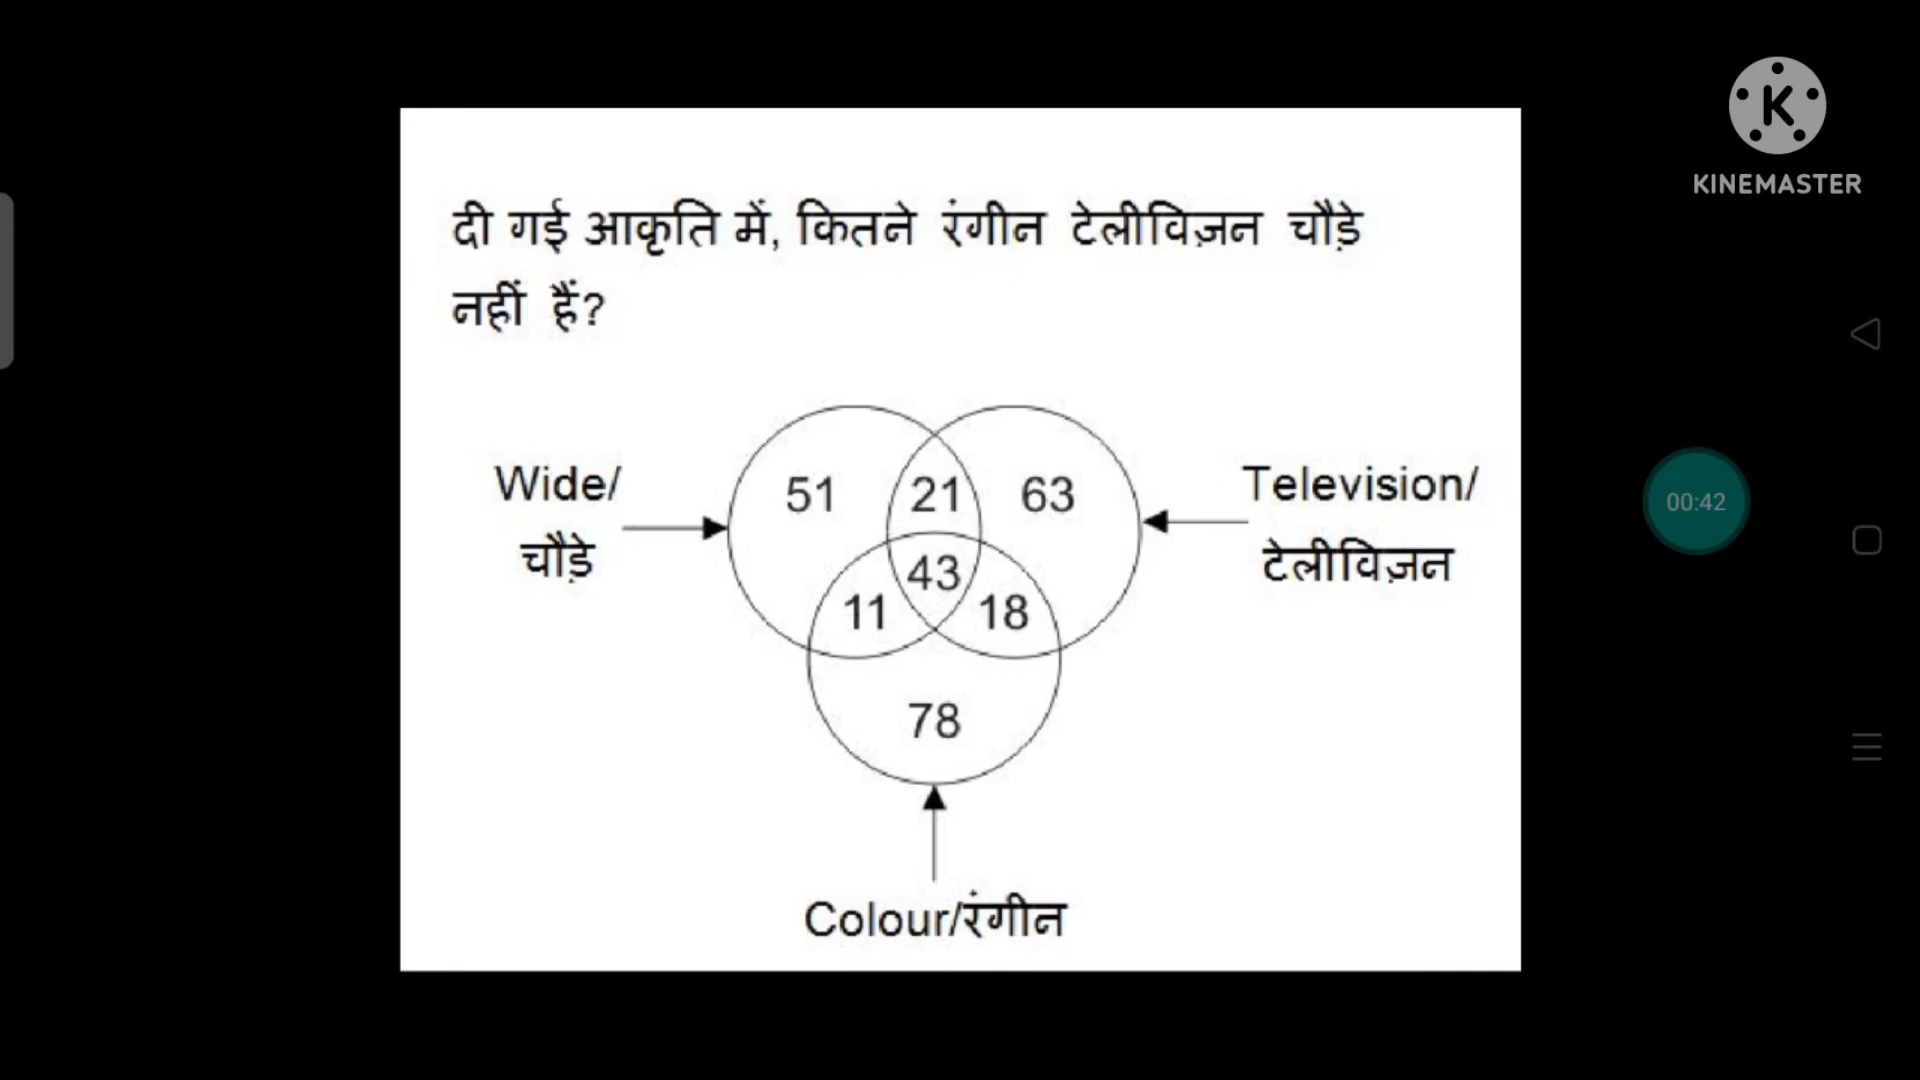 KINEMASTER
दी गई आकृति में, कितने रंगीन टेलीविज़न चौड़े
नहीं हैं?
51 21 63
Wide/
चौड़े
Television/
टेलीविज़न
43
11 18
78
Colour/रंगीन
00:42